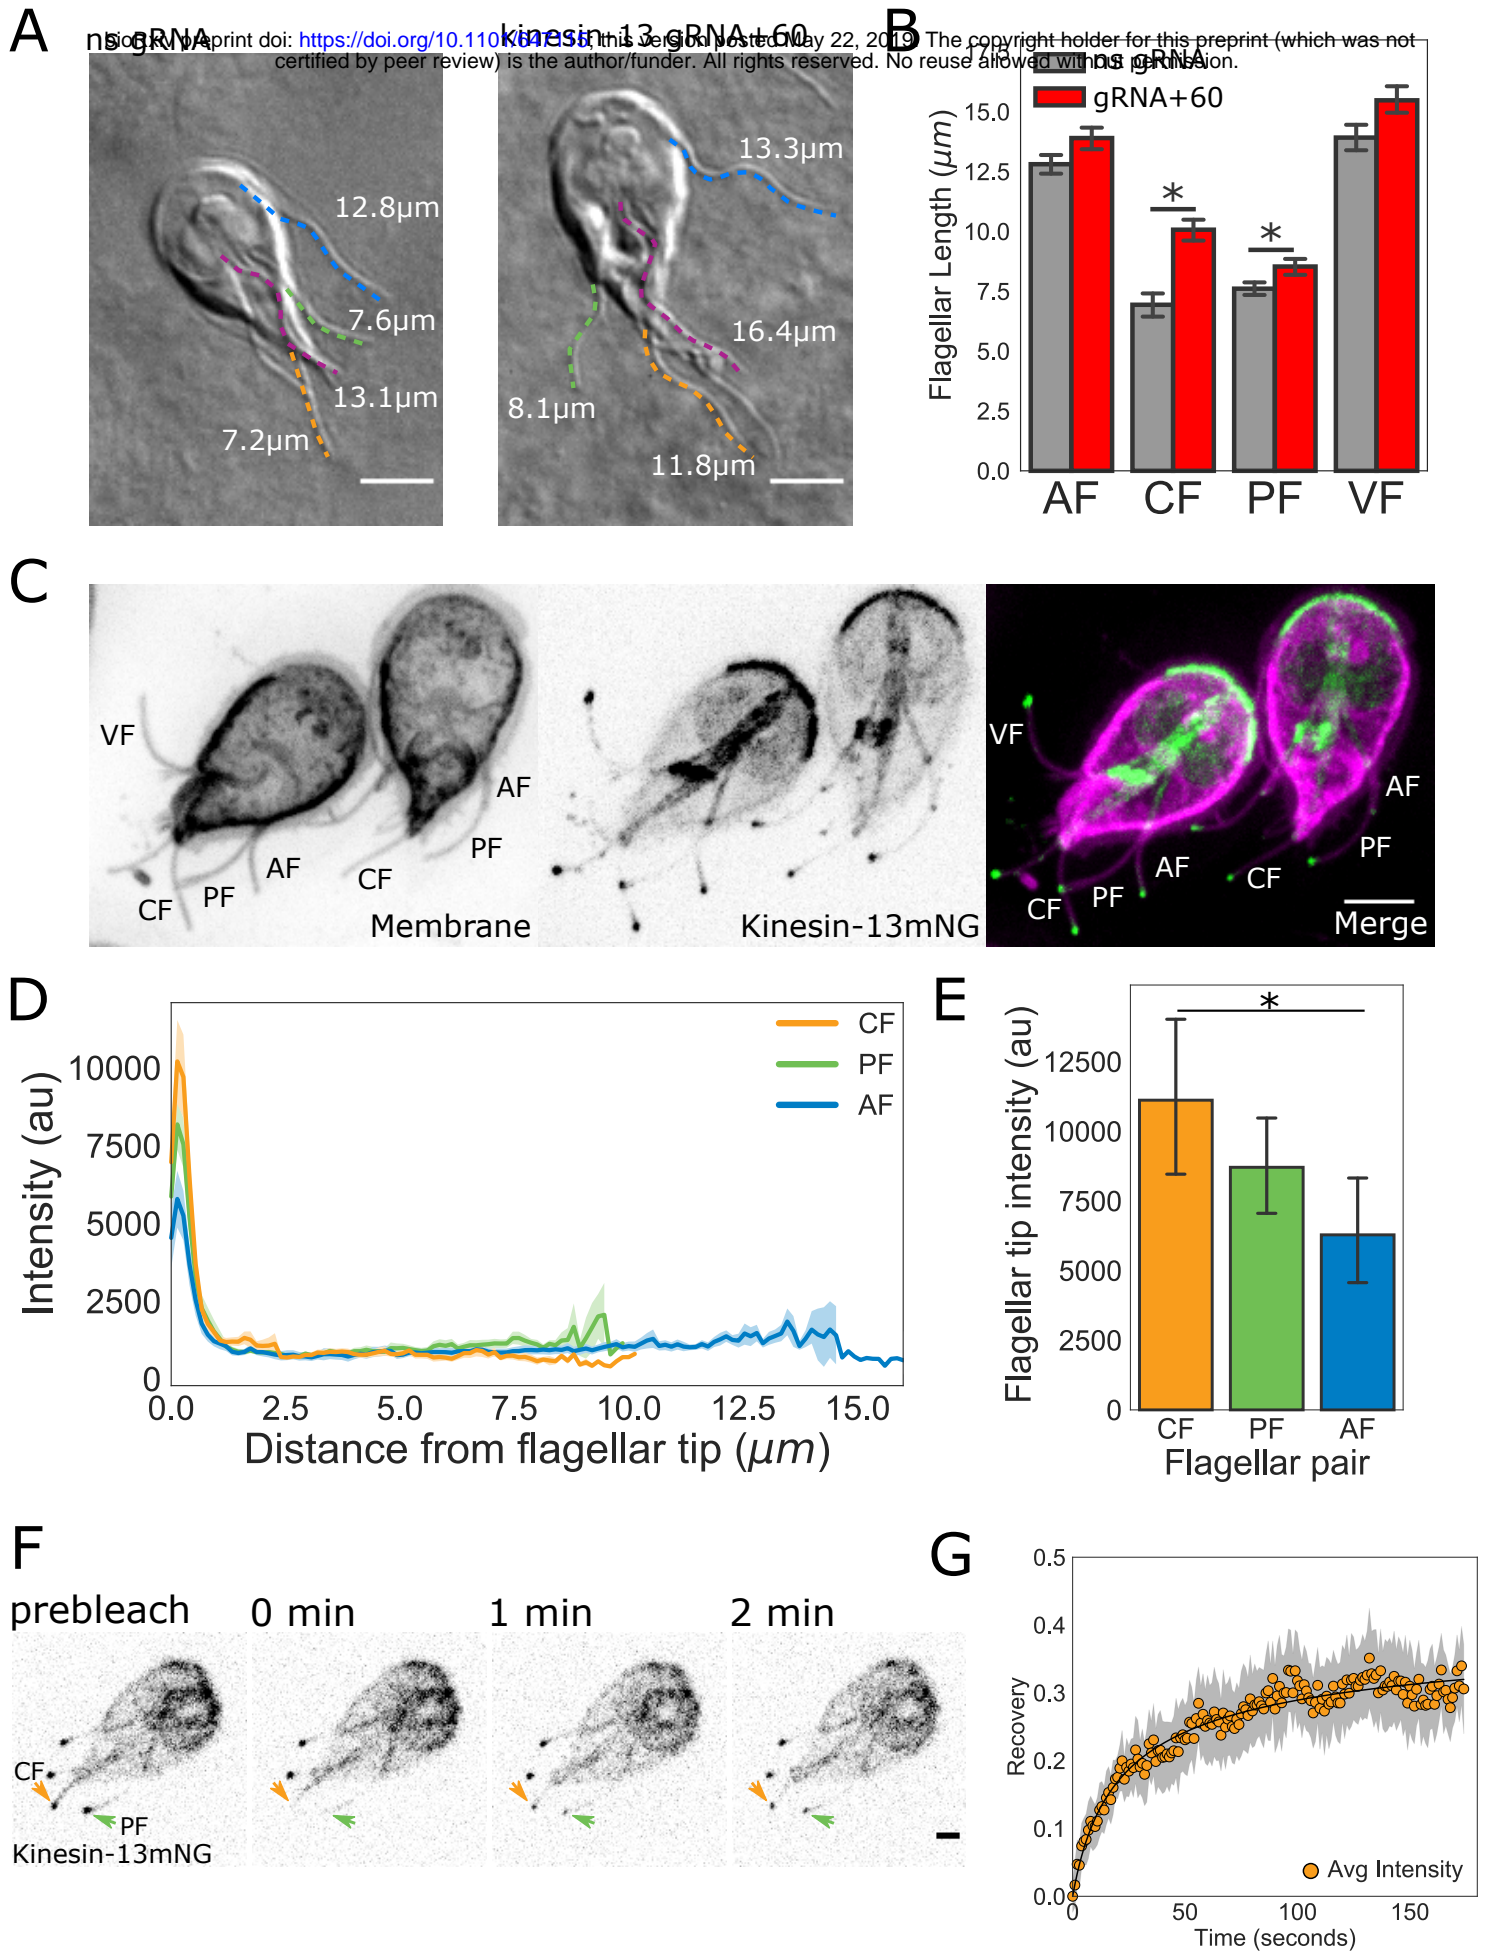 A
ns gRNA
kinesin-13 gRNA+60
B
bioRxiv preprint doi: https://doi.org/10.1101/647115; this version posted May 22, 2019. The copyright holder for this preprint (which was not
certified by peer review) is the author/funder. All rights reserved. No reuse allowed without permission.
12.8µm
7.6µm
13.1µm
7.2µm
13.3µm
16.4µm
8.1µm
11.8µm
ns gRNA
gRNA+60
Flagellar Length (µm)
17.5
15.0
12.5
10.0
7.5
5.0
2.5
0.0
*
*
AF CF PF VF
C
VF
AF
PF
AF
CF
PF
CF
Membrane
Kinesin-13mNG
VF
AF
PF
AF
CF
PF
CF
Merge
D
CF
PF
AF
Intensity (au)
10000
7500
5000
2500
0
0.0 2.5 5.0 7.5 10.0 12.5 15.0
Distance from flagellar tip (µm)
E
*
Flagellar tip intensity (au)
12500
10000
7500
5000
2500
0
CF PF AF
Flagellar pair
F
prebleach 0 min 1 min 2 min
CF
PF
Kinesin-13mNG
G
Recovery
0.5
0.4
0.3
0.2
0.1
0.0
Avg Intensity
0 50 100 150
Time (seconds)